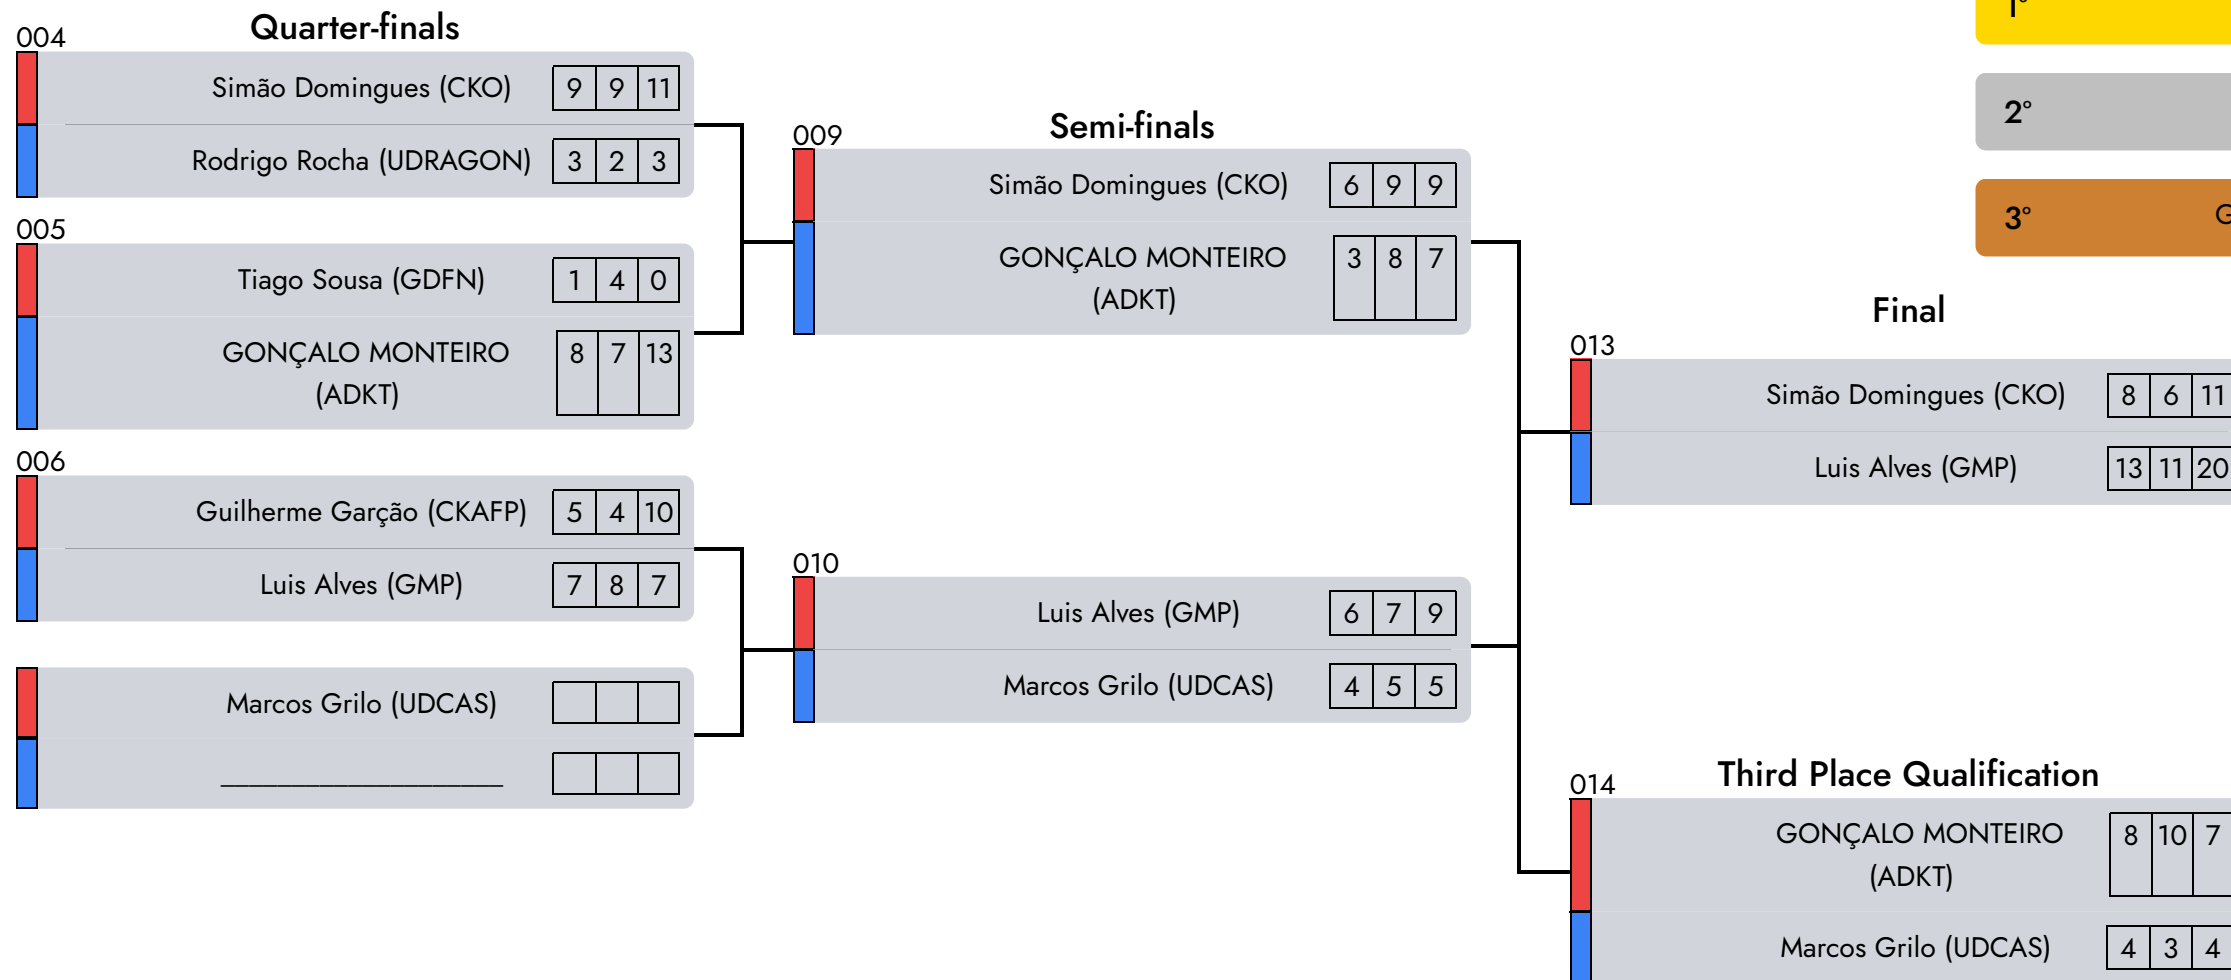 Quarter-finals
004
Simão Domingues (CKO) 9 9 11
Rodrigo Rocha (UDRAGON) 3 2 3
005
Tiago Sousa (GDFN) 1 4 0
GONÇALO MONTEIRO 8 7 13
(ADKT)
006
Guilherme Garção (CKAFP) 5 4 10
Luis Alves (GMP) 7 8 7
Marcos Grilo (UDCAS)
Semi-finals
009
Simão Domingues (CKO) 6 9 9
GONÇALO MONTEIRO 3 8 7
(ADKT)
010
Luis Alves (GMP) 6 7 9
Marcos Grilo (UDCAS) 4 5 5
1º
2º
3º G
Final
013
Simão Domingues (CKO) 8 6 11
Luis Alves (GMP) 13 11 20
Third Place Qualification
014
GONÇALO MONTEIRO 8 10 7
(ADKT)
Marcos Grilo (UDCAS) 4 3 4